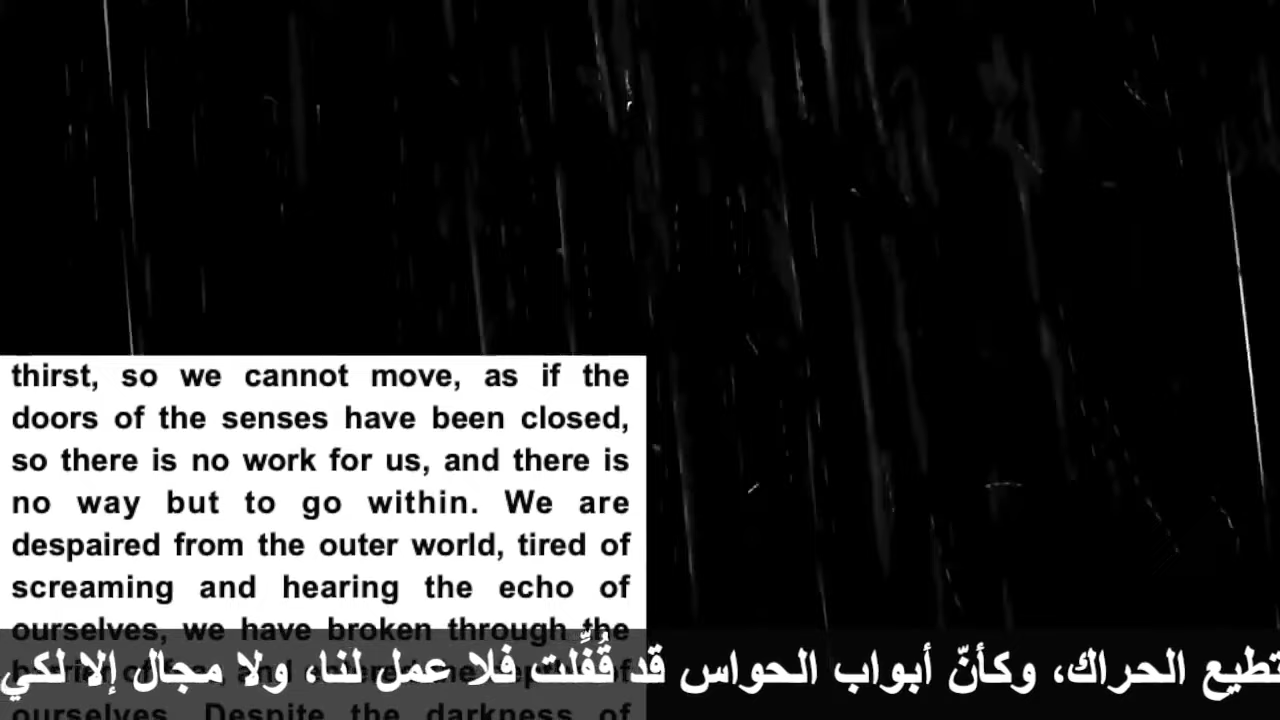 thirst, so we cannot move, as if the
doors of the senses have been closed,
so there is no work for us, and there is
no way but to go within. We are
despaired from the outer world, tired of
screaming and hearing the echo of
ourselves, we have broken through the
of and of
ourselves. Despite the darkness of
تطيع الحراك، وكأنّ أبواب الحواس قد قُفِّلت فلا عمل لنا، ولا مجال إلا لكي